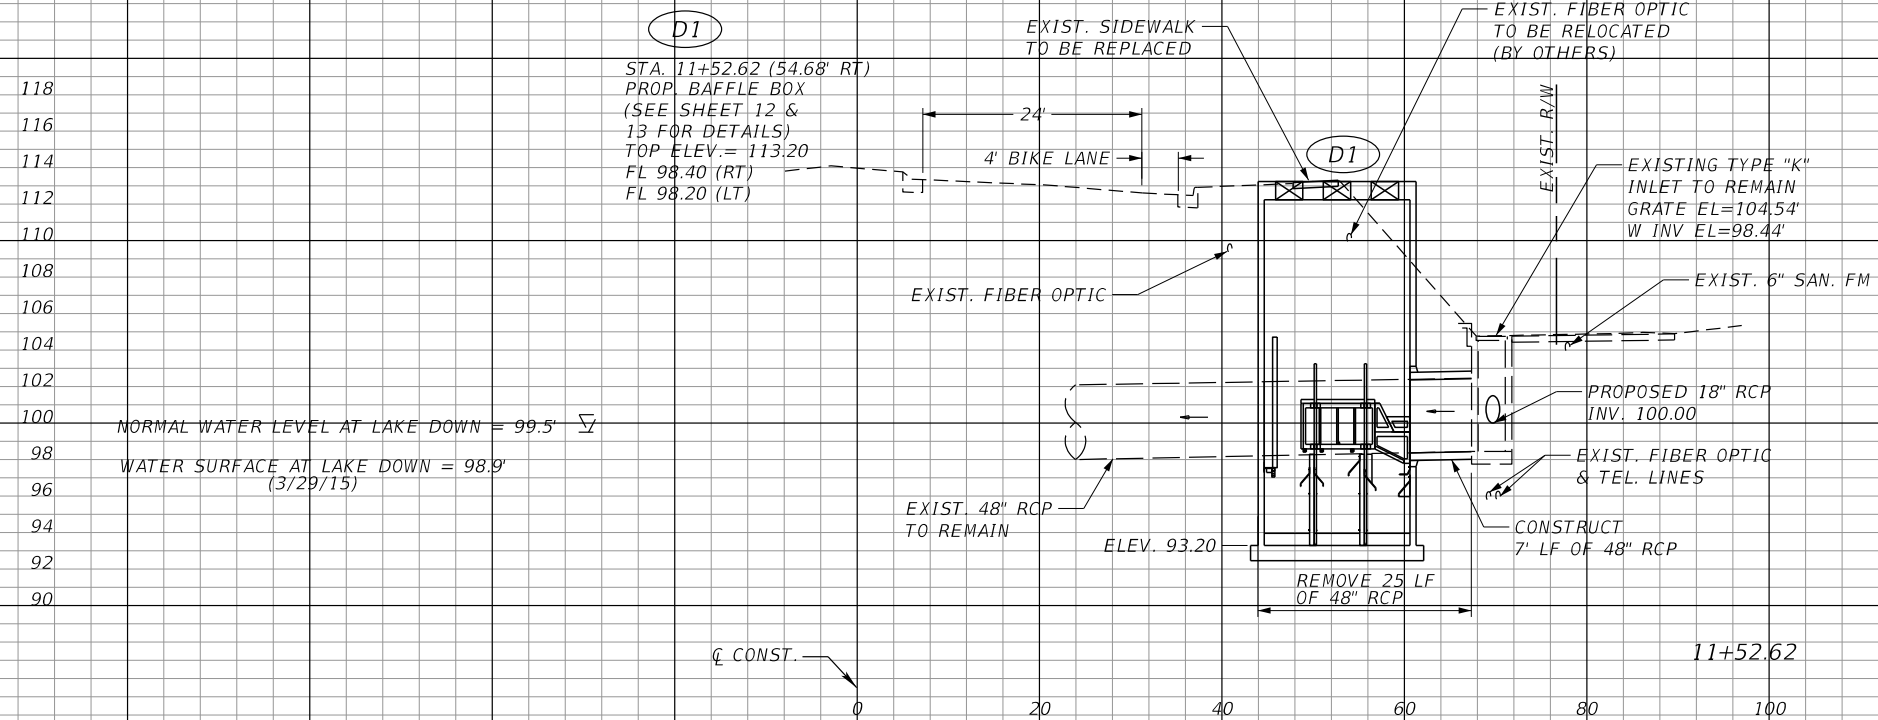 D1
STA. 11+52.62 (54.68' RT)
PROP. BAFFLE BOX
(SEE SHEET 12 &
13 FOR DETAILS)
TOP ELEV.= 113.20
FL 98.40 (RT)
FL 98.20 (LT)
EXIST. SIDEWALK
TO BE REPLACED
EXIST. FIBER OPTIC
TO BE RELOCATED
(BY OTHERS)
24'
4' BIKE LANE
D1
EXIST. R/W
EXISTING TYPE "K"
INLET TO REMAIN
GRATE EL=104.54'
W INV EL=98.44'
EXIST. FIBER OPTIC
EXIST. 6" SAN. FM
118
116
114
112
110
108
106
104
102
100
98
96
94
92
90
NORMAL WATER LEVEL AT LAKE DOWN = 99.5'
WATER SURFACE AT LAKE DOWN = 98.9'
(3/29/15)
PROPOSED 18" RCP
INV. 100.00
EXIST. FIBER OPTIC
& TEL. LINES
EXIST. 48" RCP
TO REMAIN
CONSTRUCT
7' LF OF 48" RCP
ELEV. 93.20
REMOVE 25 LF
OF 48" RCP
℄ CONST.
11+52.62
0 20 40 60 80 100